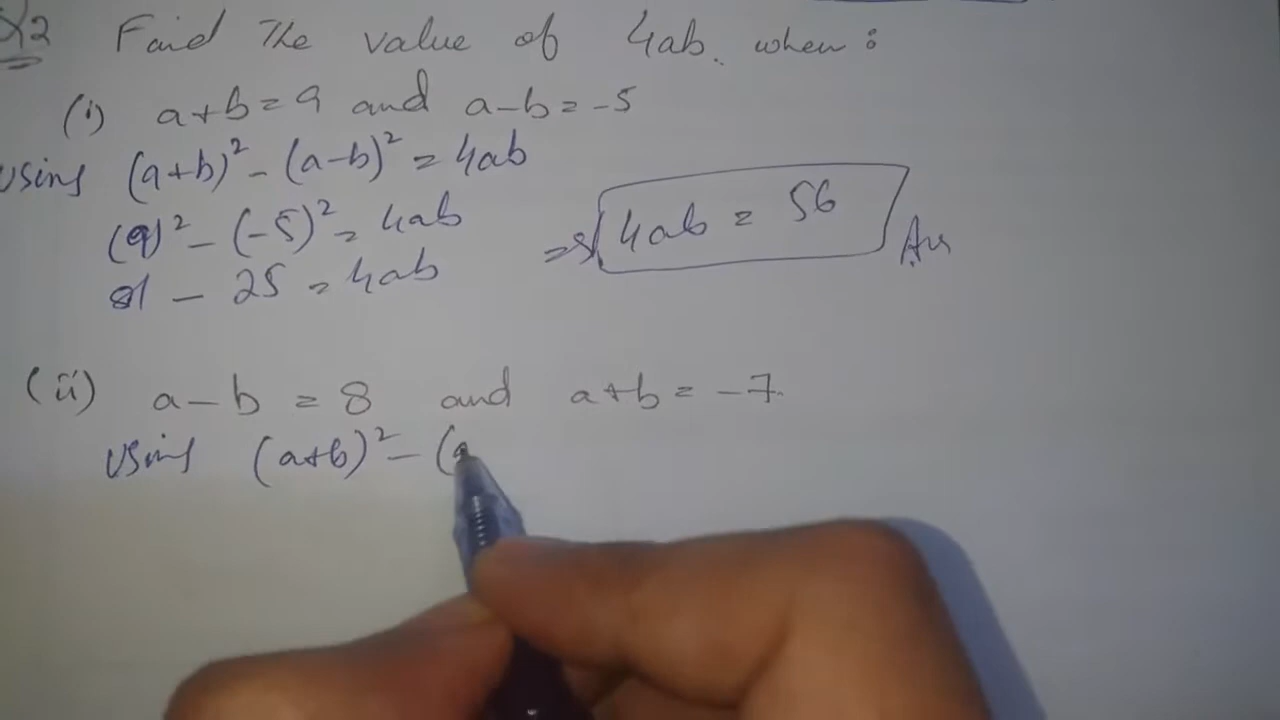 Q2 Faind The value of 4ab. when:
(i) a+b=9 and a-b=-5
Using (a+b)² - (a-b)² = 4ab
(9)² - (-5)² = 4ab
81 - 25 = 4ab
=> 4ab = 56 Ans
(ii) a-b = 8 and a+b = -7.
Using (a+b)² - (a